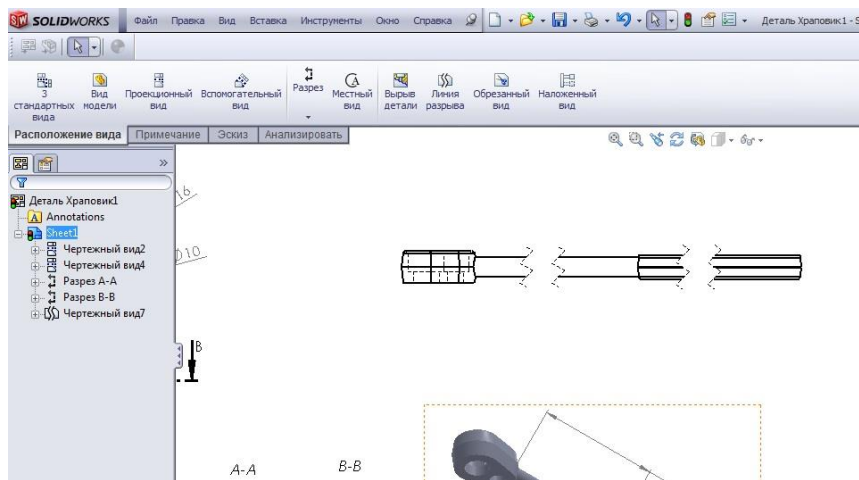 SOLIDWORKS Файл Правка Вид Вставка Инструменты Окно Справка Деталь Храповик1 - S
3 стандартных вида
Вид модели
Проекционный вид
Вспомогательный вид
Разрез
Местный вид
Вырыв детали
Линия разрыва
Обрезанный вид
Наложенный вид
Расположение вида Примечание Эскиз Анализировать
Деталь Храповик1
Annotations
Sheet1
Чертежный вид2
Чертежный вид4
Разрез A-A
Разрез B-B
Чертежный вид7
16
Ø10
B
A-A B-B